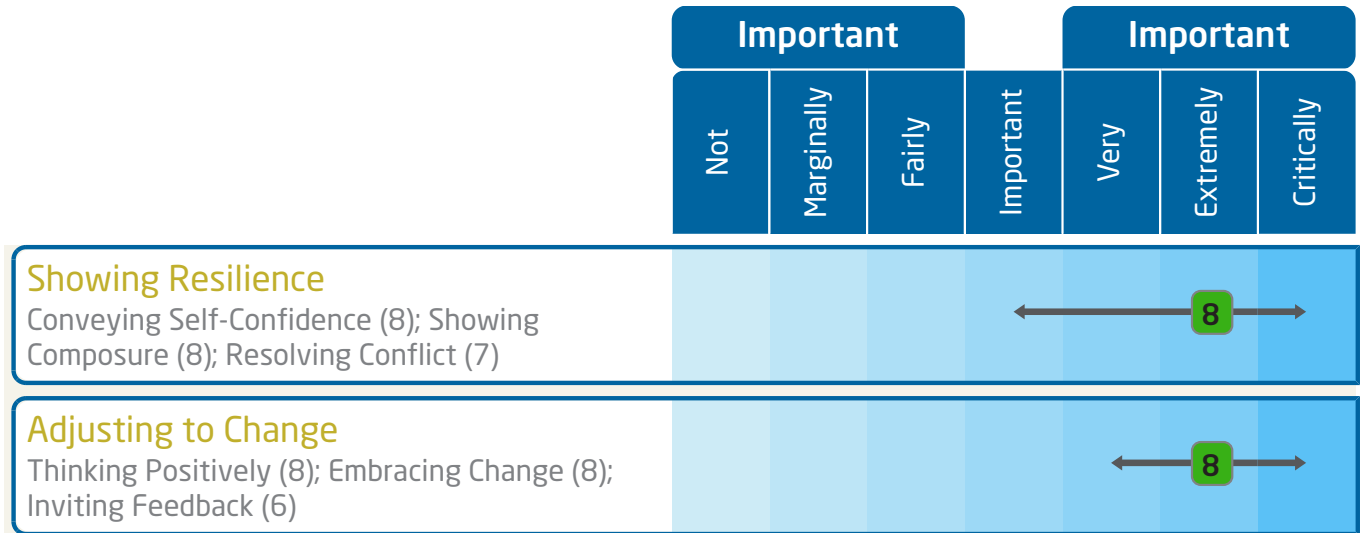 Important Important
Not Marginally Fairly Important Very Extremely Critically
Showing Resilience
Conveying Self-Confidence (8); Showing
Composure (8); Resolving Conflict (7)
8
Adjusting to Change
Thinking Positively (8); Embracing Change (8);
Inviting Feedback (6)
8